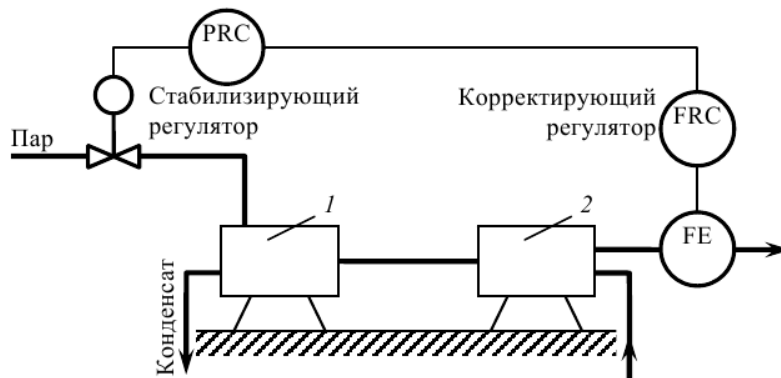 PRC
Стабилизирующий
регулятор
Корректирующий
регулятор
FRC
Пар
1
2
FE
Конденсат